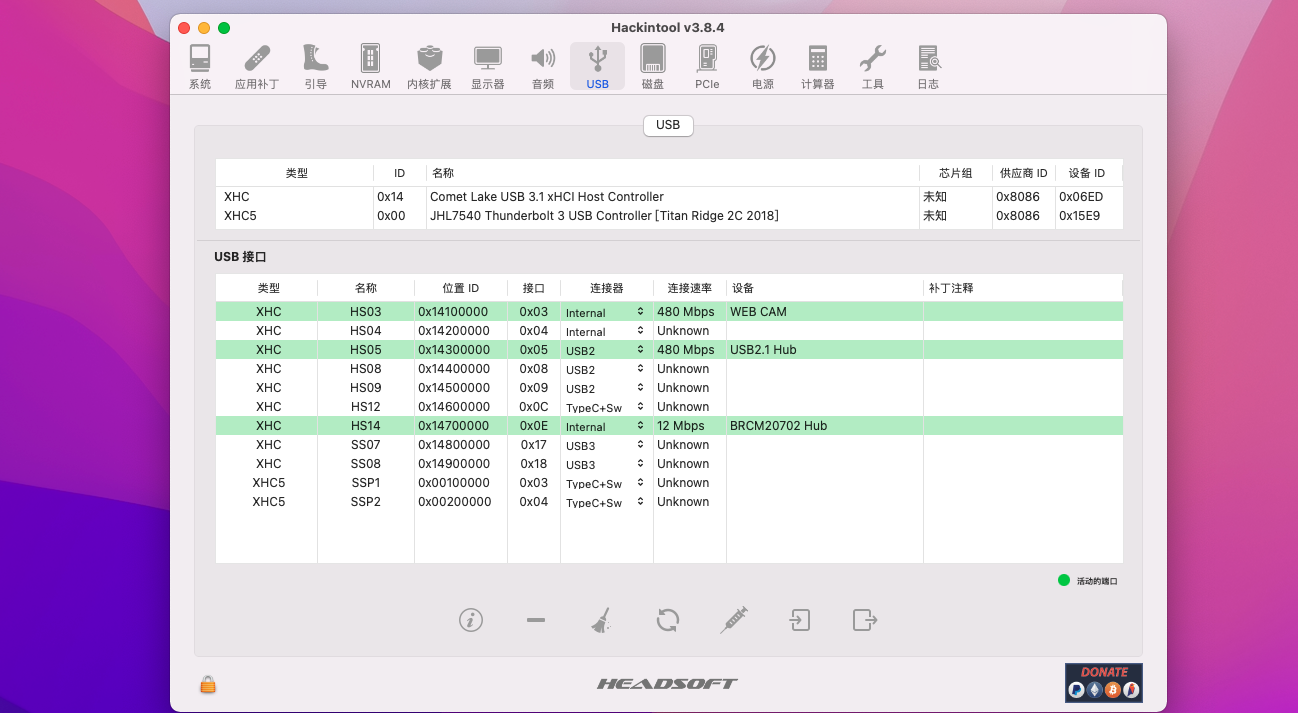 Hackintool v3.8.4
系统 应用补丁 引导 NVRAM 内核扩展 显示器 音频 USB 磁盘 PCIe 电源 计算器 工具 日志
USB
类型 ID 名称 芯片组 供应商 ID 设备 ID
XHC 0x14 Comet Lake USB 3.1 xHCI Host Controller 未知 0x8086 0x06ED
XHC5 0x00 JHL7540 Thunderbolt 3 USB Controller [Titan Ridge 2C 2018] 未知 0x8086 0x15E9
USB 接口
类型 名称 位置 ID 接口 连接器 连接速率 设备 补丁注释
XHC HS03 0x14100000 0x03 Internal 480 Mbps WEB CAM
XHC HS04 0x14200000 0x04 Internal Unknown
XHC HS05 0x14300000 0x05 USB2 480 Mbps USB2.1 Hub
XHC HS08 0x14400000 0x08 USB2 Unknown
XHC HS09 0x14500000 0x09 USB2 Unknown
XHC HS12 0x14600000 0x0C TypeC+Sw Unknown
XHC HS14 0x14700000 0x0E Internal 12 Mbps BRCM20702 Hub
XHC SS07 0x14800000 0x17 USB3 Unknown
XHC SS08 0x14900000 0x18 USB3 Unknown
XHC5 SSP1 0x00100000 0x03 TypeC+Sw Unknown
XHC5 SSP2 0x00200000 0x04 TypeC+Sw Unknown
活动的端口
HEADSOFT
DONATE